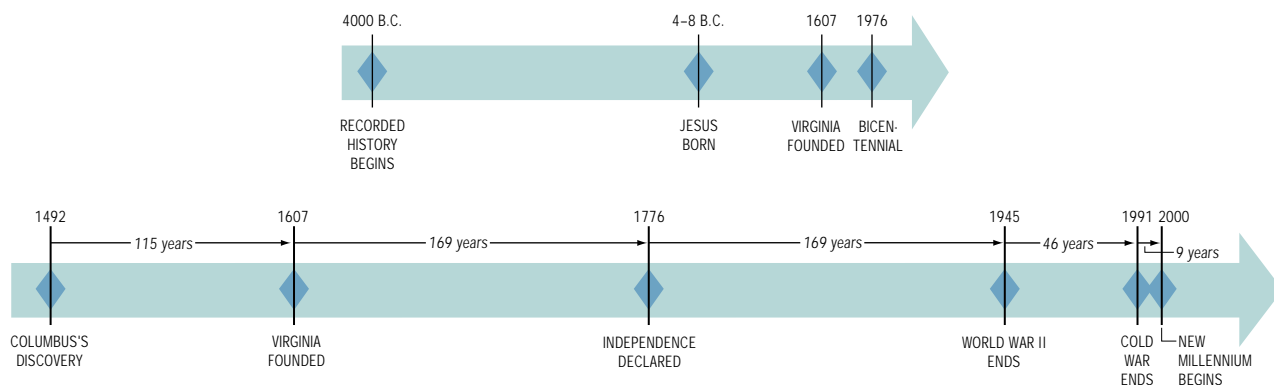 4000 B.C.
4–8 B.C.
1607
1976
RECORDED
HISTORY
BEGINS
JESUS
BORN
VIRGINIA
FOUNDED
BICEN-
TENNIAL
1492
1607
1776
1945
1991
2000
115 years
169 years
169 years
46 years
9 years
COLUMBUS'S
DISCOVERY
VIRGINIA
FOUNDED
INDEPENDENCE
DECLARED
WORLD WAR II
ENDS
COLD
WAR
ENDS
NEW
MILLENNIUM
BEGINS